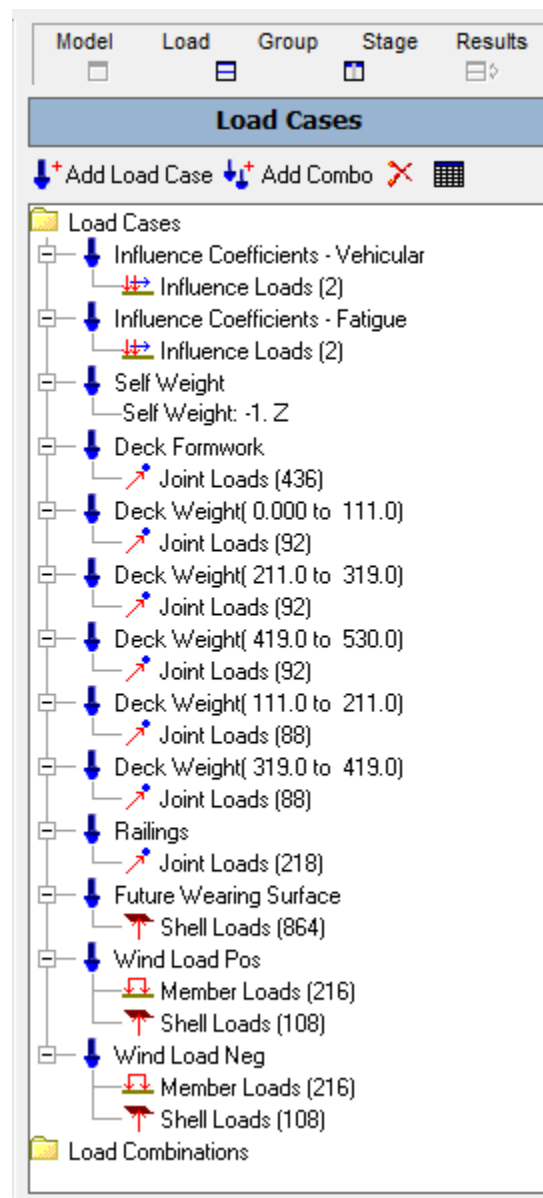 Model Load Group Stage Results
Load Cases
Add Load Case Add Combo
Load Cases
Influence Coefficients - Vehicular
Influence Loads (2)
Influence Coefficients - Fatigue
Influence Loads (2)
Self Weight
Self Weight: -1. Z
Deck Formwork
Joint Loads (436)
Deck Weight( 0.000 to 111.0)
Joint Loads (92)
Deck Weight( 211.0 to 319.0)
Joint Loads (92)
Deck Weight( 419.0 to 530.0)
Joint Loads (92)
Deck Weight( 111.0 to 211.0)
Joint Loads (88)
Deck Weight( 319.0 to 419.0)
Joint Loads (88)
Railings
Joint Loads (218)
Future Wearing Surface
Shell Loads (864)
Wind Load Pos
Member Loads (216)
Shell Loads (108)
Wind Load Neg
Member Loads (216)
Shell Loads (108)
Load Combinations